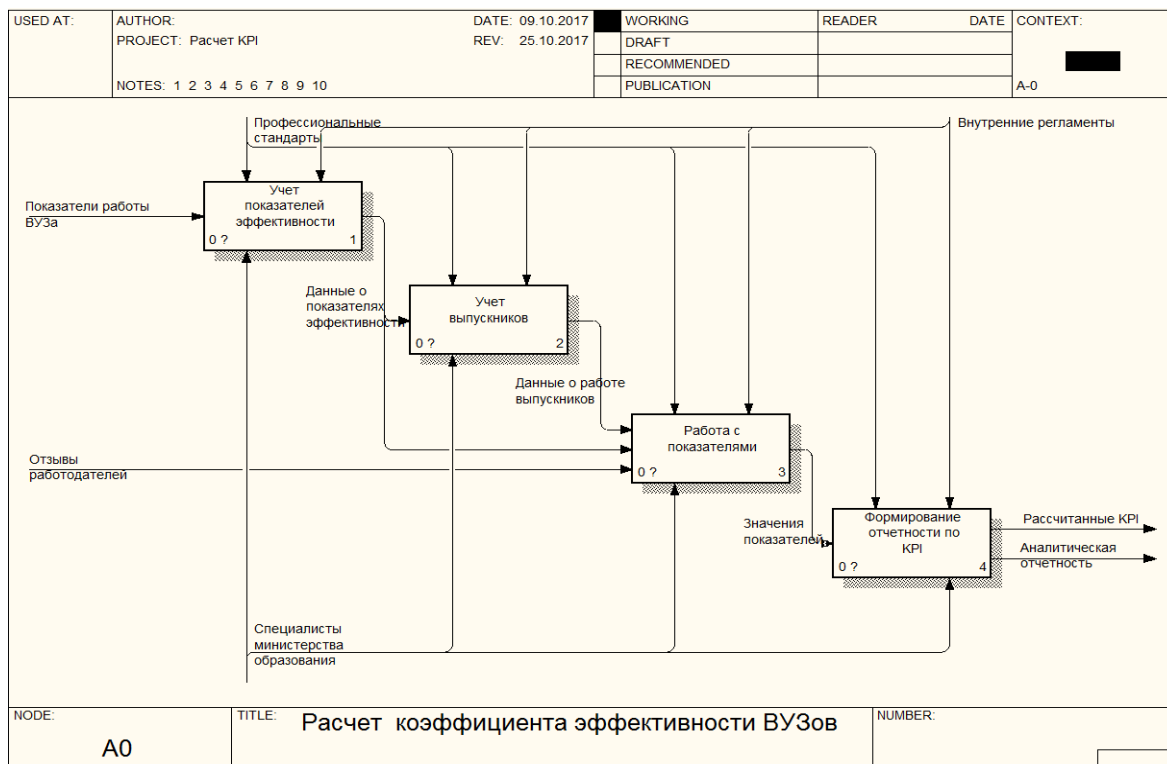 USED AT:
AUTHOR:
DATE: 09.10.2017
PROJECT: Расчет KPI
REV: 25.10.2017
NOTES: 1 2 3 4 5 6 7 8 9 10
WORKING
DRAFT
RECOMMENDED
PUBLICATION
READER
DATE
CONTEXT:
A-0
Профессиональные
стандарты
Внутренние регламенты
Показатели работы
ВУЗа
Учет
показателей
эффективности
0 ?
1
Данные о
показателях
эффективности
Учет
выпускников
0 ?
2
Данные о работе
выпускников
Отзывы
работодателей
Работа с
показателями
0 ?
3
Значения
показателей
Формирование
отчетности по
KPI
0 ?
4
Рассчитанные KPI
Аналитическая
отчетность
Специалисты
министерства
образования
NODE:
A0
TITLE:
Расчет коэффициента эффективности ВУЗов
NUMBER: